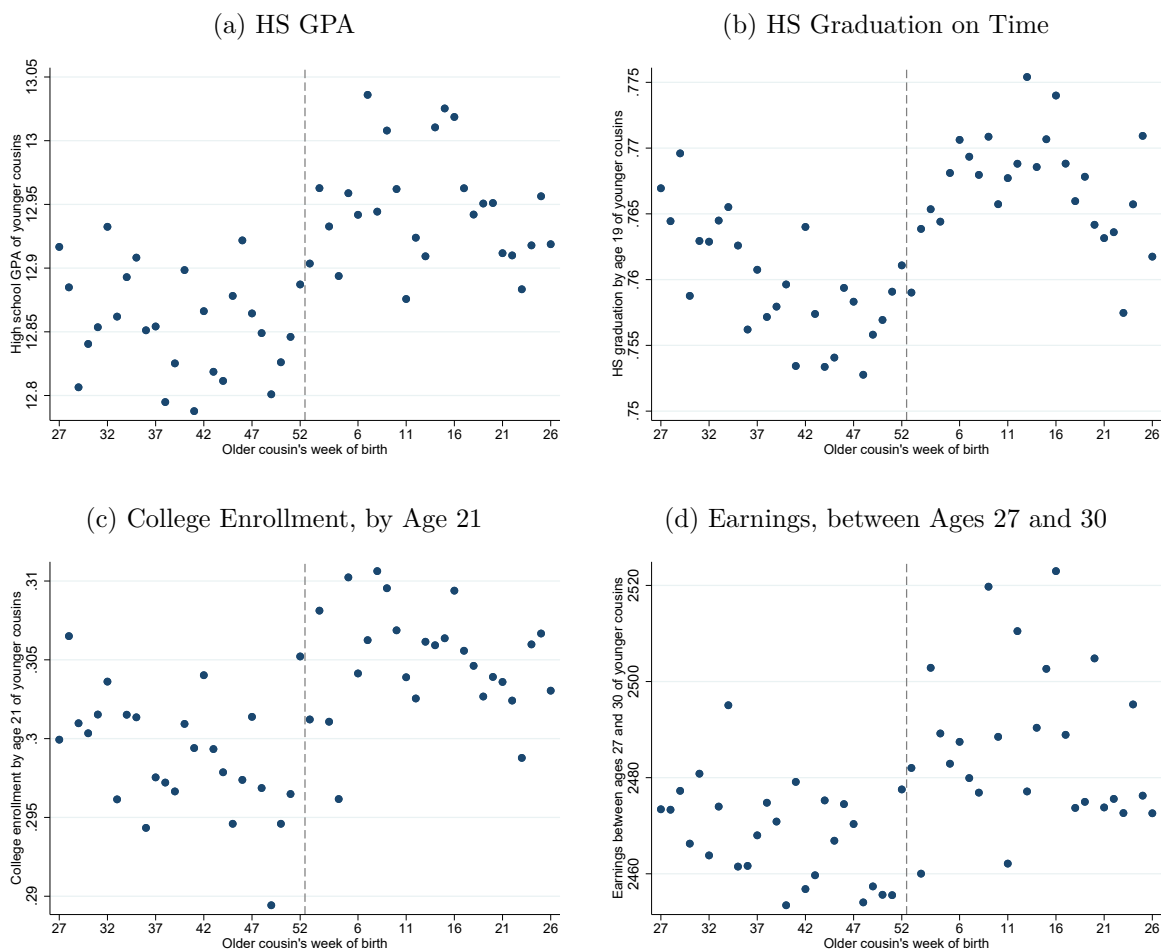 (a) HS GPA
High school GPA of younger cousins
13.05
13
12.95
12.9
12.85
12.8
27 32 37 42 47 52 6 11 16 21 26
Older cousin's week of birth
(b) HS Graduation on Time
HS graduation by age 19 of younger cousins
.775
.77
.765
.76
.755
.75
27 32 37 42 47 52 6 11 16 21 26
Older cousin's week of birth
(c) College Enrollment, by Age 21
College enrollment by age 21 of younger cousins
.31
.305
.3
.295
.29
27 32 37 42 47 52 6 11 16 21 26
Older cousin's week of birth
(d) Earnings, between Ages 27 and 30
Earnings between ages 27 and 30 of younger cousins
2520
2500
2480
2460
27 32 37 42 47 52 6 11 16 21 26
Older cousin's week of birth